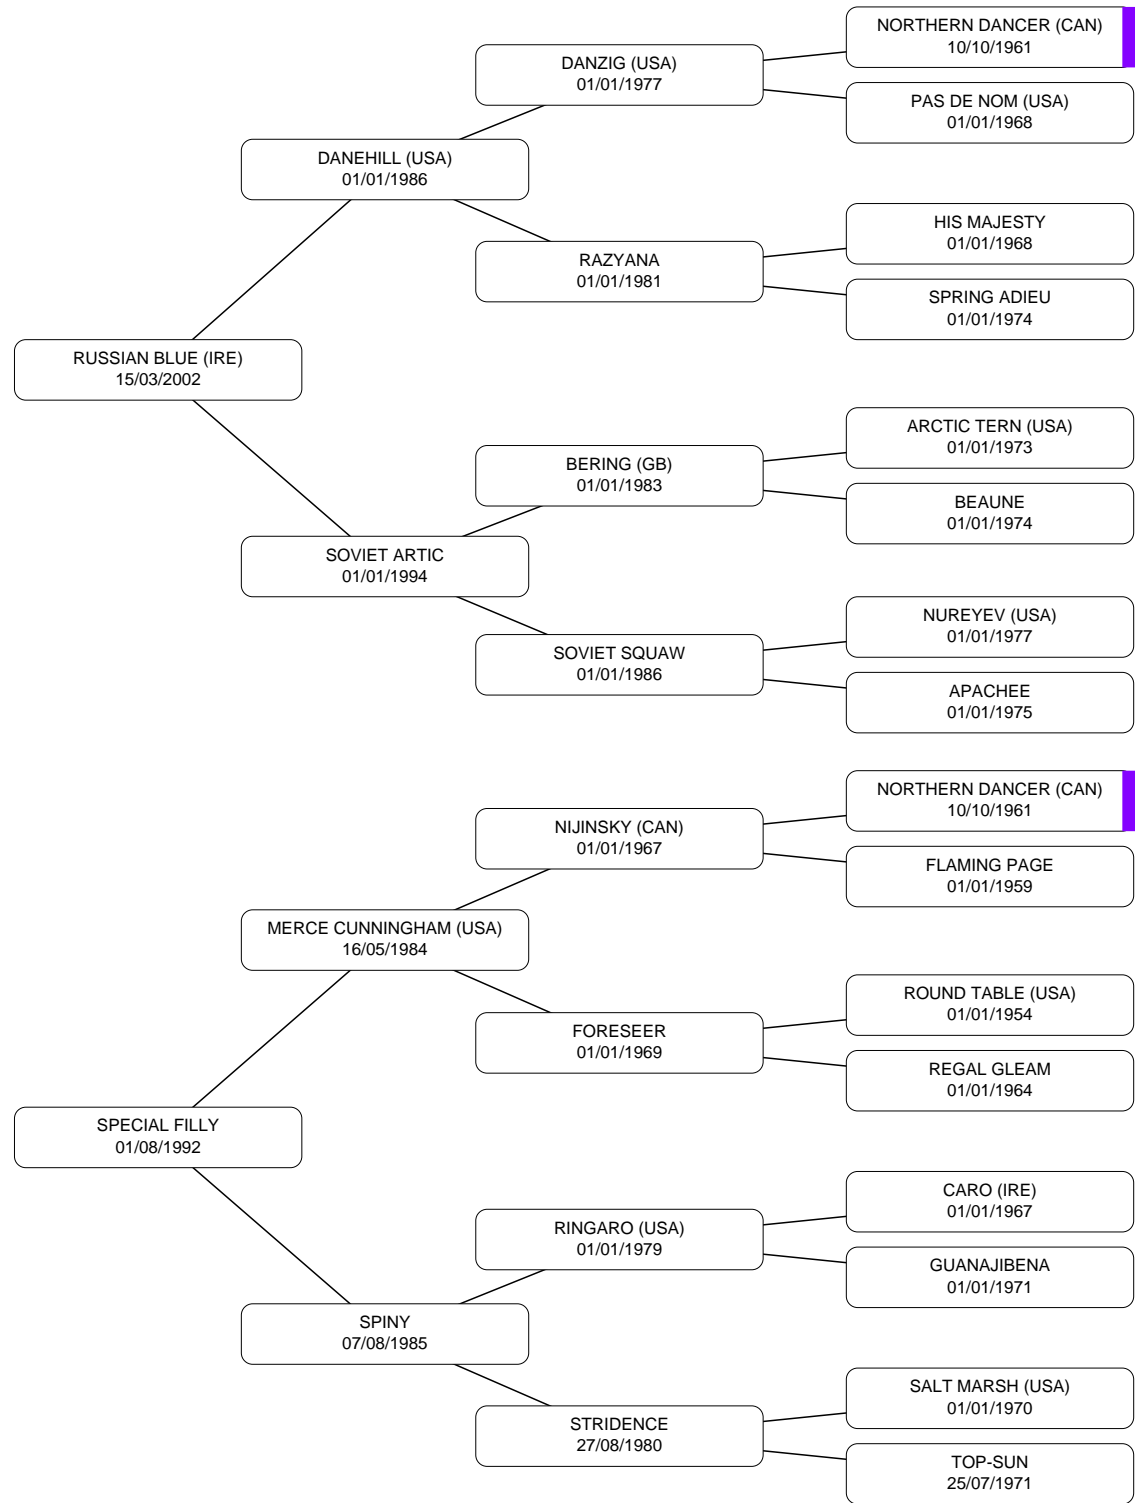 NORTHERN DANCER (CAN)
10/10/1961
DANZIG (USA)
01/01/1977
PAS DE NOM (USA)
01/01/1968
DANEHILL (USA)
01/01/1986
HIS MAJESTY
01/01/1968
RAZYANA
01/01/1981
SPRING ADIEU
01/01/1974
RUSSIAN BLUE (IRE)
15/03/2002
ARCTIC TERN (USA)
01/01/1973
BERING (GB)
01/01/1983
BEAUNE
01/01/1974
SOVIET ARTIC
01/01/1994
NUREYEV (USA)
01/01/1977
SOVIET SQUAW
01/01/1986
APACHEE
01/01/1975
NORTHERN DANCER (CAN)
10/10/1961
NIJINSKY (CAN)
01/01/1967
FLAMING PAGE
01/01/1959
MERCE CUNNINGHAM (USA)
16/05/1984
ROUND TABLE (USA)
01/01/1954
FORESEER
01/01/1969
REGAL GLEAM
01/01/1964
SPECIAL FILLY
01/08/1992
CARO (IRE)
01/01/1967
RINGARO (USA)
01/01/1979
GUANAJIBENA
01/01/1971
SPINY
07/08/1985
SALT MARSH (USA)
01/01/1970
STRIDENCE
27/08/1980
TOP-SUN
25/07/1971